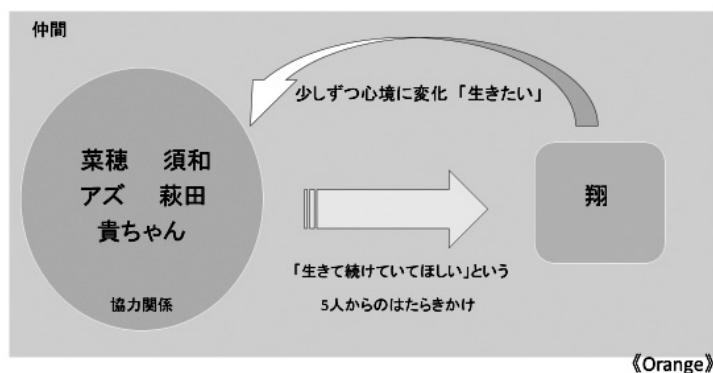 仲間
少しずつ心境に変化 「生きたい」
菜穂 須和
アズ 萩田
貴ちゃん
協力関係
翔
「生きて続けていてほしい」という
5人からのはたらきかけ
《Orange》